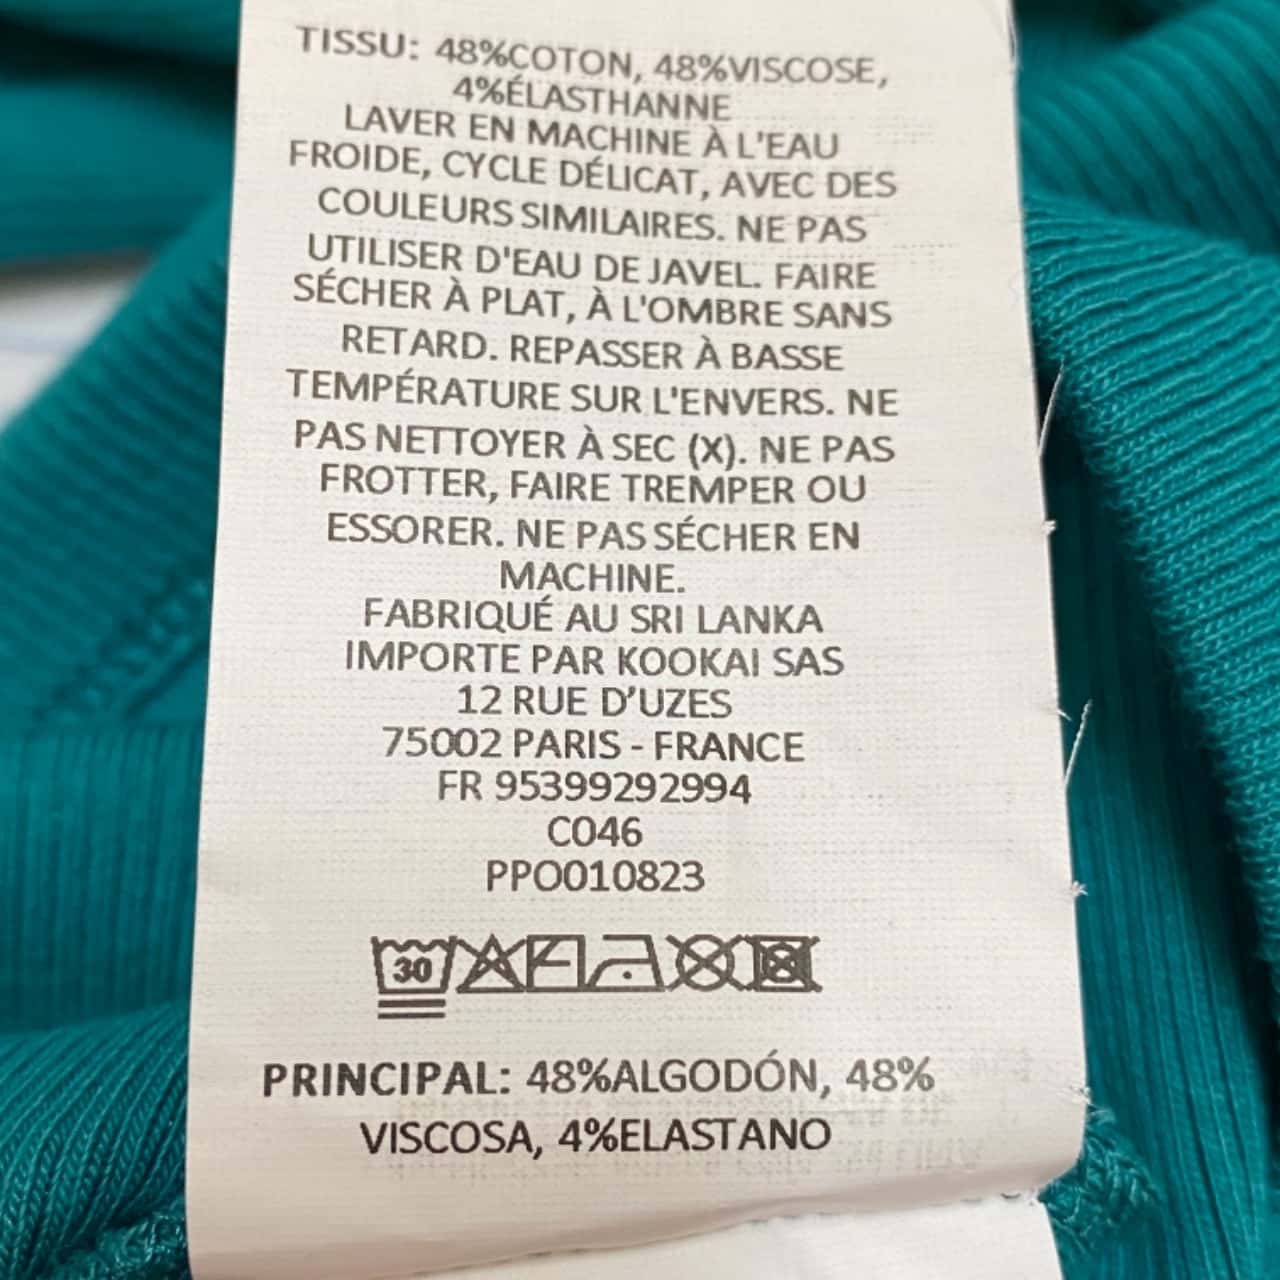 TISSU: 48%COTON, 48%VISCOSE,
4%ÉLASTHANNE
LAVER EN MACHINE À L'EAU
FROIDE, CYCLE DÉLICAT, AVEC DES
COULEURS SIMILAIRES. NE PAS
UTILISER D'EAU DE JAVEL. FAIRE
SÉCHER À PLAT, À L'OMBRE SANS
RETARD. REPASSER À BASSE
TEMPÉRATURE SUR L'ENVERS. NE
PAS NETTOYER À SEC (X). NE PAS
FROTTER, FAIRE TREMPER OU
ESSORER. NE PAS SÉCHER EN
MACHINE.
FABRIQUÉ AU SRI LANKA
IMPORTE PAR KOOKAI SAS
12 RUE D’UZES
75002 PARIS - FRANCE
FR 95399292994
C046
PPO010823
30
PRINCIPAL: 48%ALGODÓN, 48%
VISCOSA, 4%ELASTANO